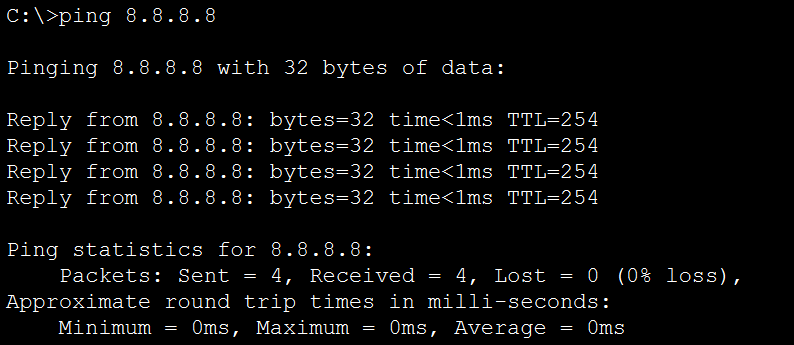 C:\>ping 8.8.8.8
Pinging 8.8.8.8 with 32 bytes of data:
Reply from 8.8.8.8: bytes=32 time<1ms TTL=254
Reply from 8.8.8.8: bytes=32 time<1ms TTL=254
Reply from 8.8.8.8: bytes=32 time<1ms TTL=254
Reply from 8.8.8.8: bytes=32 time<1ms TTL=254
Ping statistics for 8.8.8.8:
    Packets: Sent = 4, Received = 4, Lost = 0 (0% loss),
Approximate round trip times in milli-seconds:
    Minimum = 0ms, Maximum = 0ms, Average = 0ms